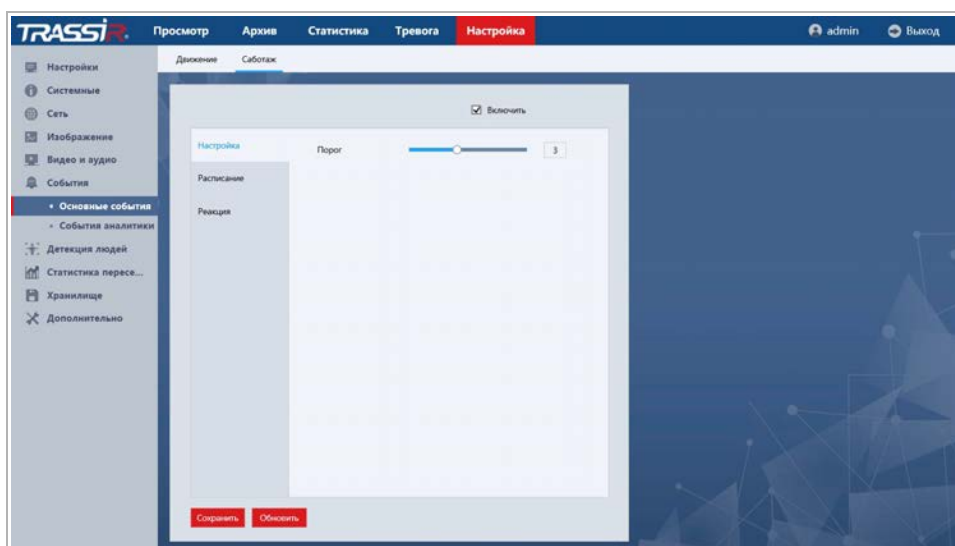 TRASSIR
Просмотр
Архив
Статистика
Тревога
Настройка
admin
Выход
Настройки
Системные
Сеть
Изображение
Видео и аудио
События
Основные события
События аналитики
Детекция людей
Статистика пересе...
Хранилище
Дополнительно
Движение
Саботаж
Включить
Настройка
Расписание
Реакция
Порог
3
Сохранить
Обновить